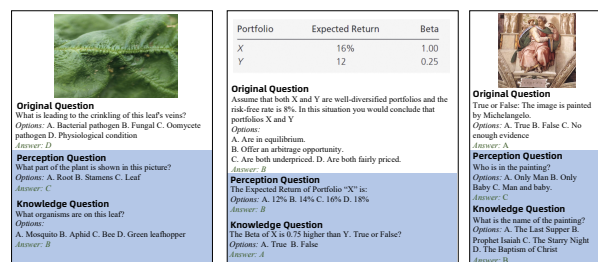 Original Question
What is leading to the crinkling of this leaf's veins?
Options: A. Bacterial pathogen B. Fungal C. Oomycete
pathogen D. Physiological condition
Answer: D
Perception Question
What part of the plant is shown in this picture?
Options: A. Root B. Stamens C. Leaf
Answer: C
Knowledge Question
What organisms are on this leaf?
Options:
A. Mosquito B. Aphid C. Bee D. Green leafhopper
Answer: B
Portfolio Expected Return Beta
X 16% 1.00
Y 12 0.25
Original Question
Assume that both X and Y are well-diversified portfolios and the
risk-free rate is 8%. In this situation you would conclude that
portfolios X and Y
Options:
A. Are in equilibrium.
B. Offer an arbitrage opportunity.
C. Are both underpriced. D. Are both fairly priced.
Answer: B
Perception Question
The Expected Return of Portfolio "X" is:
Options: A. 12% B. 14% C. 16% D. 18%
Answer: B
Knowledge Question
The Beta of X is 0.75 higher than Y. True or False?
Options: A. True B. False
Answer: A
Original Question
True or False: The image is painted
by Michelangelo.
Options: A. True B. False C. No
enough evidence
Answer: A
Perception Question
Who is in the painting?
Options: A. Only Man B. Only
Baby C. Man and baby.
Answer: C
Knowledge Question
What is the name of the painting?
Options: A. The Last Supper B.
Prophet Isaiah C. The Starry Night
D. The Baptism of Christ
Answer: B